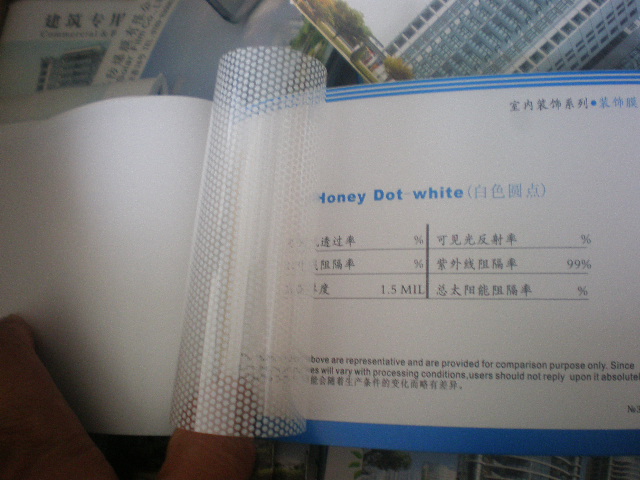 建筑专用
Commercial &
室内装饰系列●装饰膜
Honey Dot white(白色圆点)
透过率 % 可见光反射率 %
阻隔率 % 紫外线阻隔率 99%
度 1.5 MIL 总太阳能阻隔率 %
above are representative and are provided for comparison purpose only. Since
es will vary with processing conditions,users should not reply upon it absolutel
能会随着生产条件的变化而略有差异。